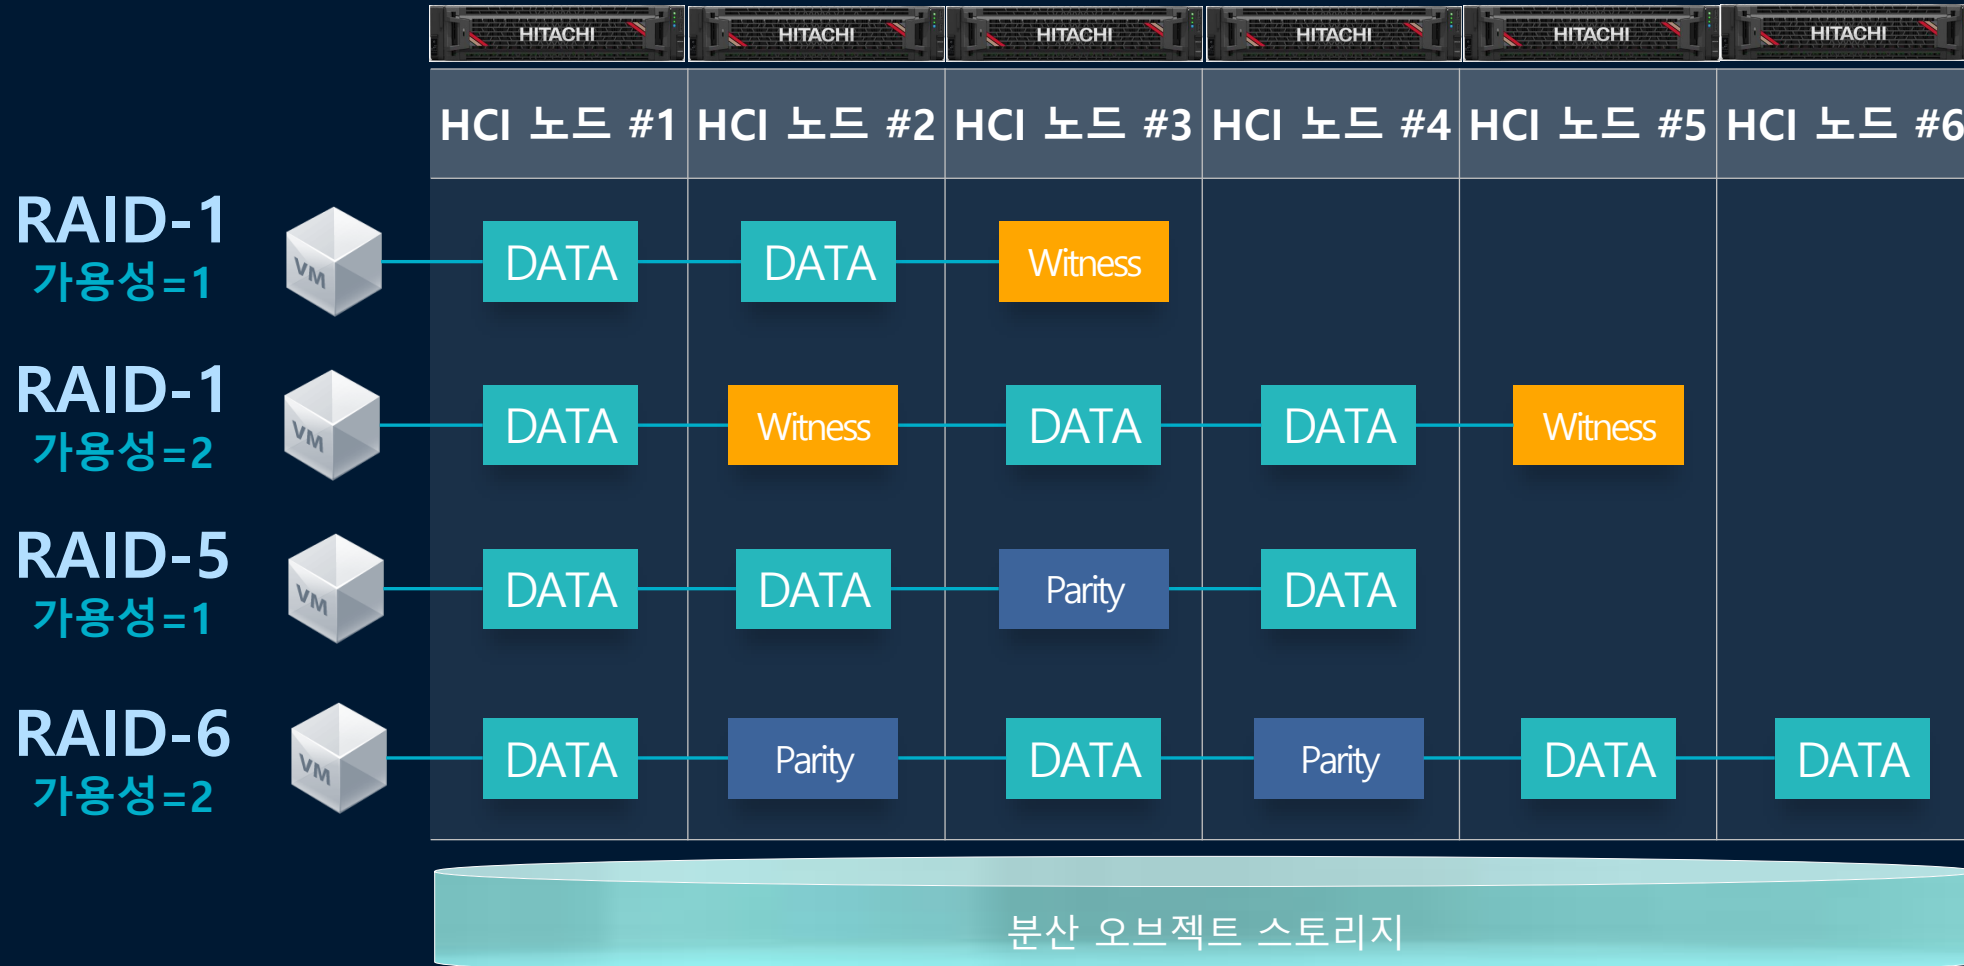 HITACHI HITACHI HITACHI HITACHI HITACHI HITACHI
HCI 노드 #1 HCI 노드 #2 HCI 노드 #3 HCI 노드 #4 HCI 노드 #5 HCI 노드 #6
RAID-1
가용성=1
VM DATA DATA Witness
RAID-1
가용성=2
VM DATA Witness DATA DATA Witness
RAID-5
가용성=1
VM DATA DATA Parity DATA
RAID-6
가용성=2
VM DATA Parity DATA Parity DATA DATA
분산 오브젝트 스토리지